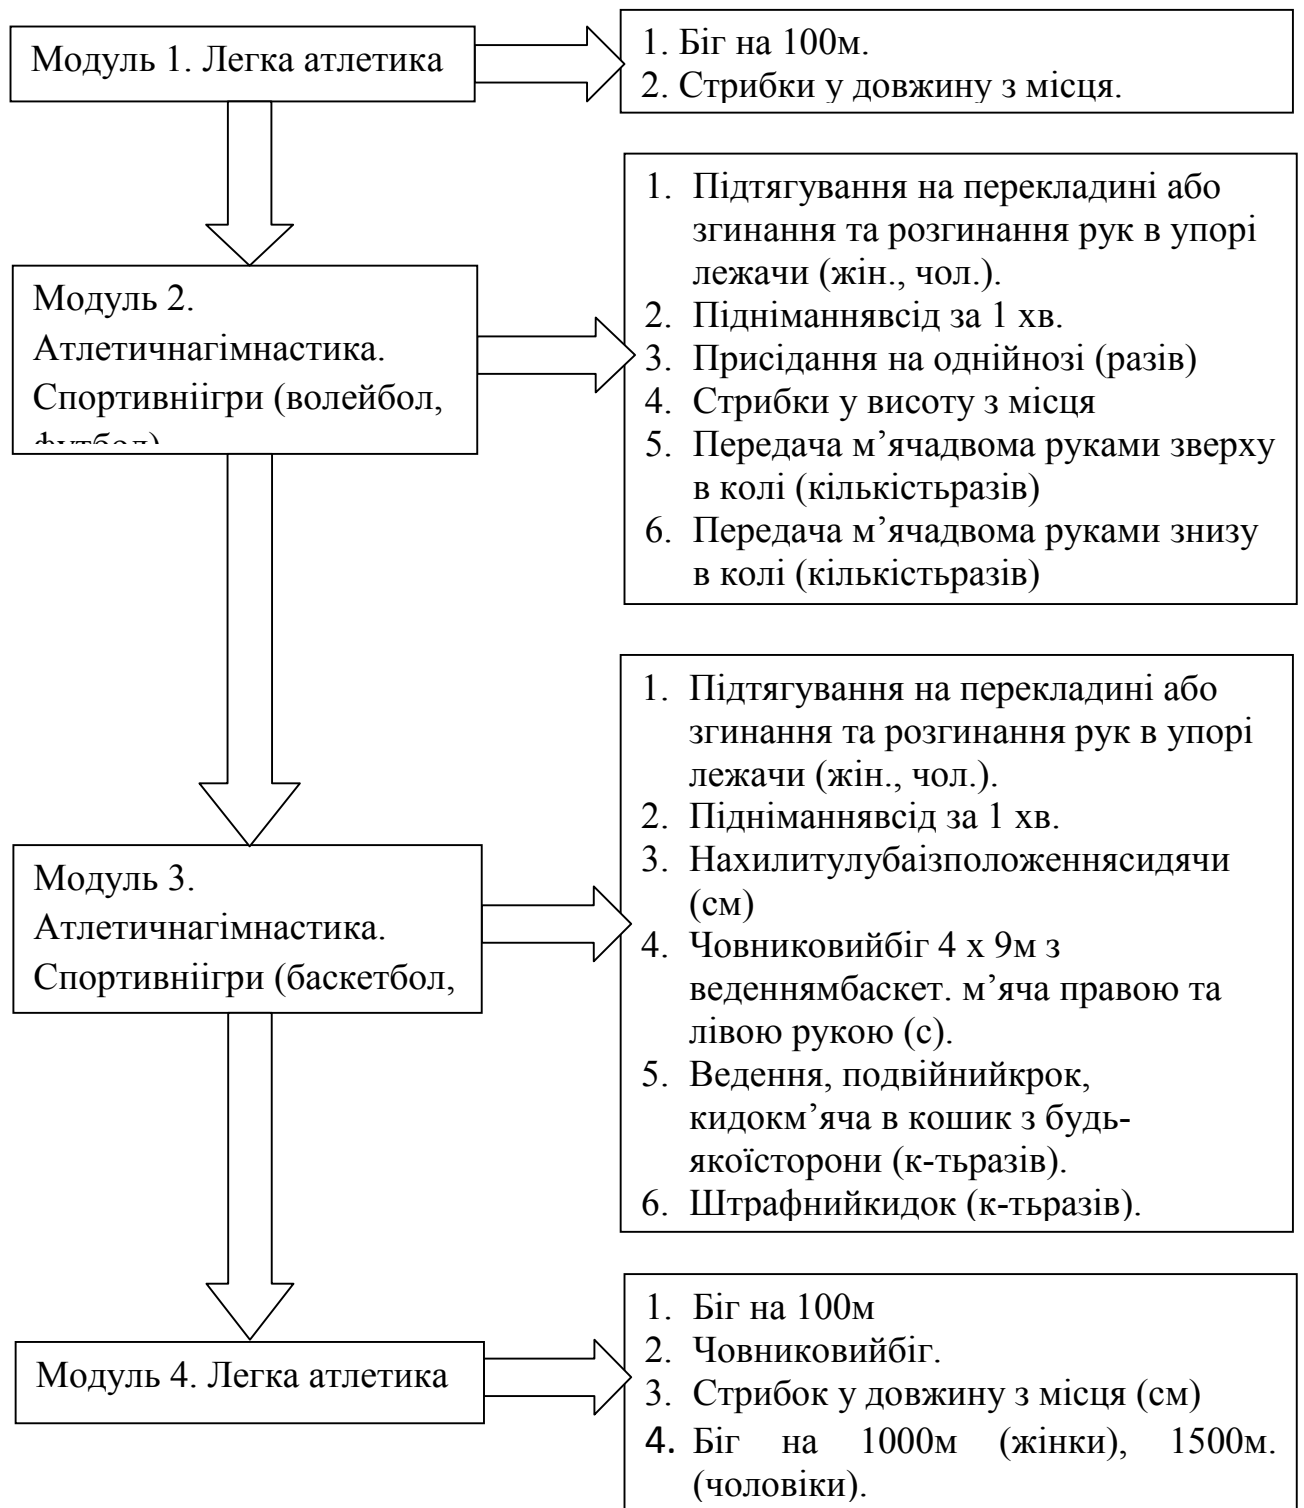 Модуль 1. Легка атлетика
1. Біг на 100м.
2. Стрибки у довжину з місця.
Модуль 2.
Атлетичнагімнастика.
Спортивніігри (волейбол,
футбол)
1. Підтягування на перекладині або
згинання та розгинання рук в упорі
лежачи (жін., чол.).
2. Підніманнявсід за 1 хв.
3. Присідання на однійнозі (разів)
4. Стрибки у висоту з місця
5. Передача м’ячадвома руками зверху
в колі (кількістьразів)
6. Передача м’ячадвома руками знизу
в колі (кількістьразів)
Модуль 3.
Атлетичнагімнастика.
Спортивніігри (баскетбол,
1. Підтягування на перекладині або
згинання та розгинання рук в упорі
лежачи (жін., чол.).
2. Підніманнявсід за 1 хв.
3. Нахилитулубаізположеннясидячи
(см)
4. Човниковийбіг 4 х 9м з
веденнямбаскет. м’яча правою та
лівою рукою (с).
5. Ведення, подвійнийкрок,
кидокм’яча в кошик з будь-
якоїсторони (к-тьразів).
6. Штрафнийкидок (к-тьразів).
Модуль 4. Легка атлетика
1. Біг на 100м
2. Човниковийбіг.
3. Стрибок у довжину з місця (см)
4. Біг на 1000м (жінки), 1500м.
(чоловіки).